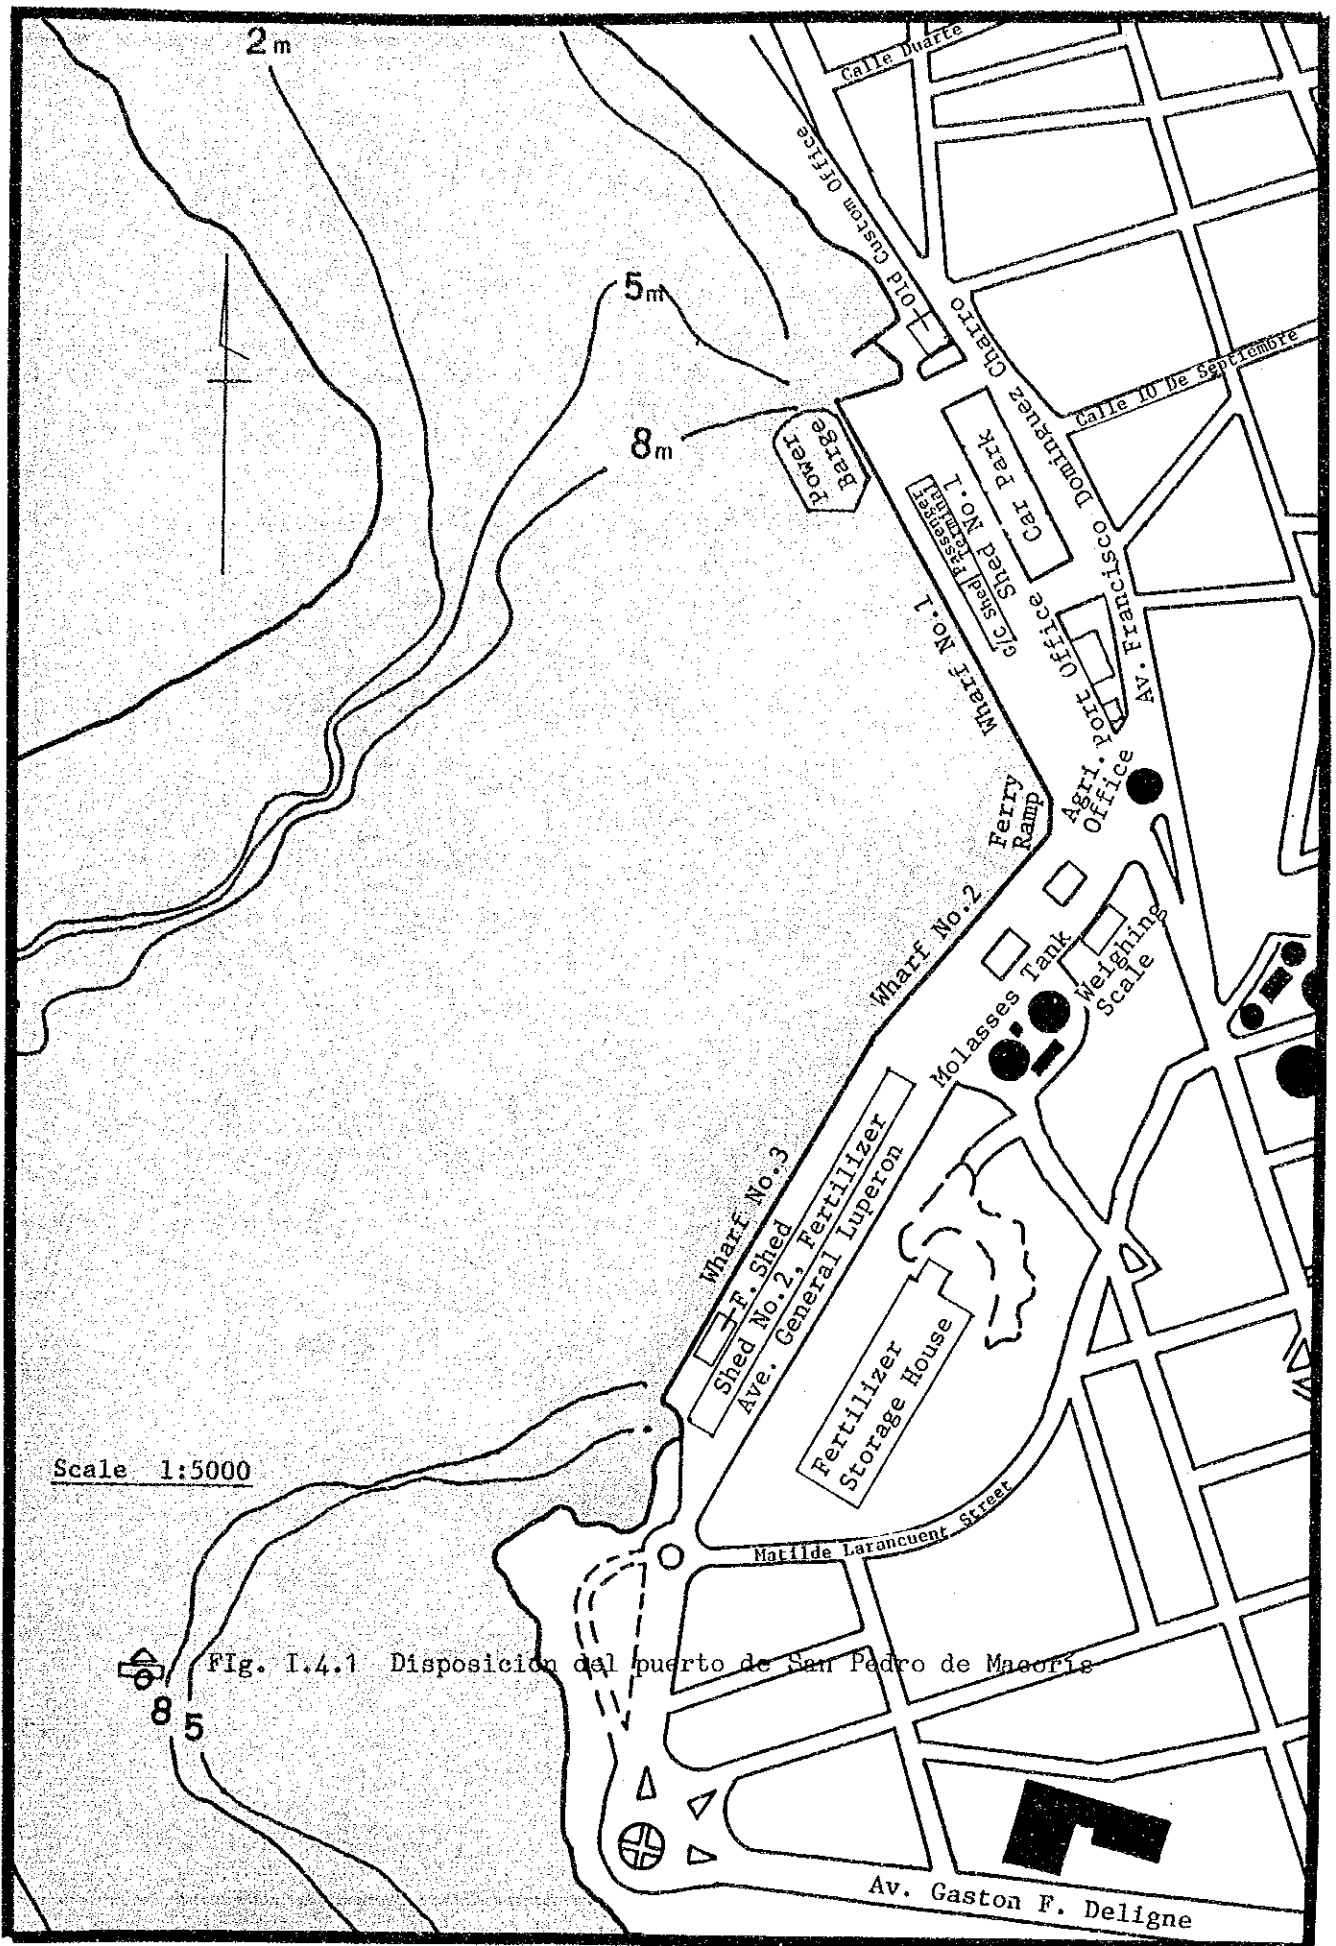 2m
Calle Duarte
Old Custom Office
5m
Calle 10 De Septiembre
8m
Power
Barge
Car Park
Passenger
Terminal
C/C Shed
Shed No.1
Av. Francisco Dominguez Charro
Wharf No.1
Port Office
Ferry
Ramp
Agri.
Office
Wharf No.2
Molasses Tank
Weighing
Scale
Wharf No.3
F. Shed
Shed No.2, Fertilizer
Ave. General Luperon
Fertilizer
Storage House
Scale 1:5000
Matilde Larancuent Street
FIg. I.4.1 Disposición del puerto de San Pedro de Macoris
8
5
Av. Gaston F. Deligne